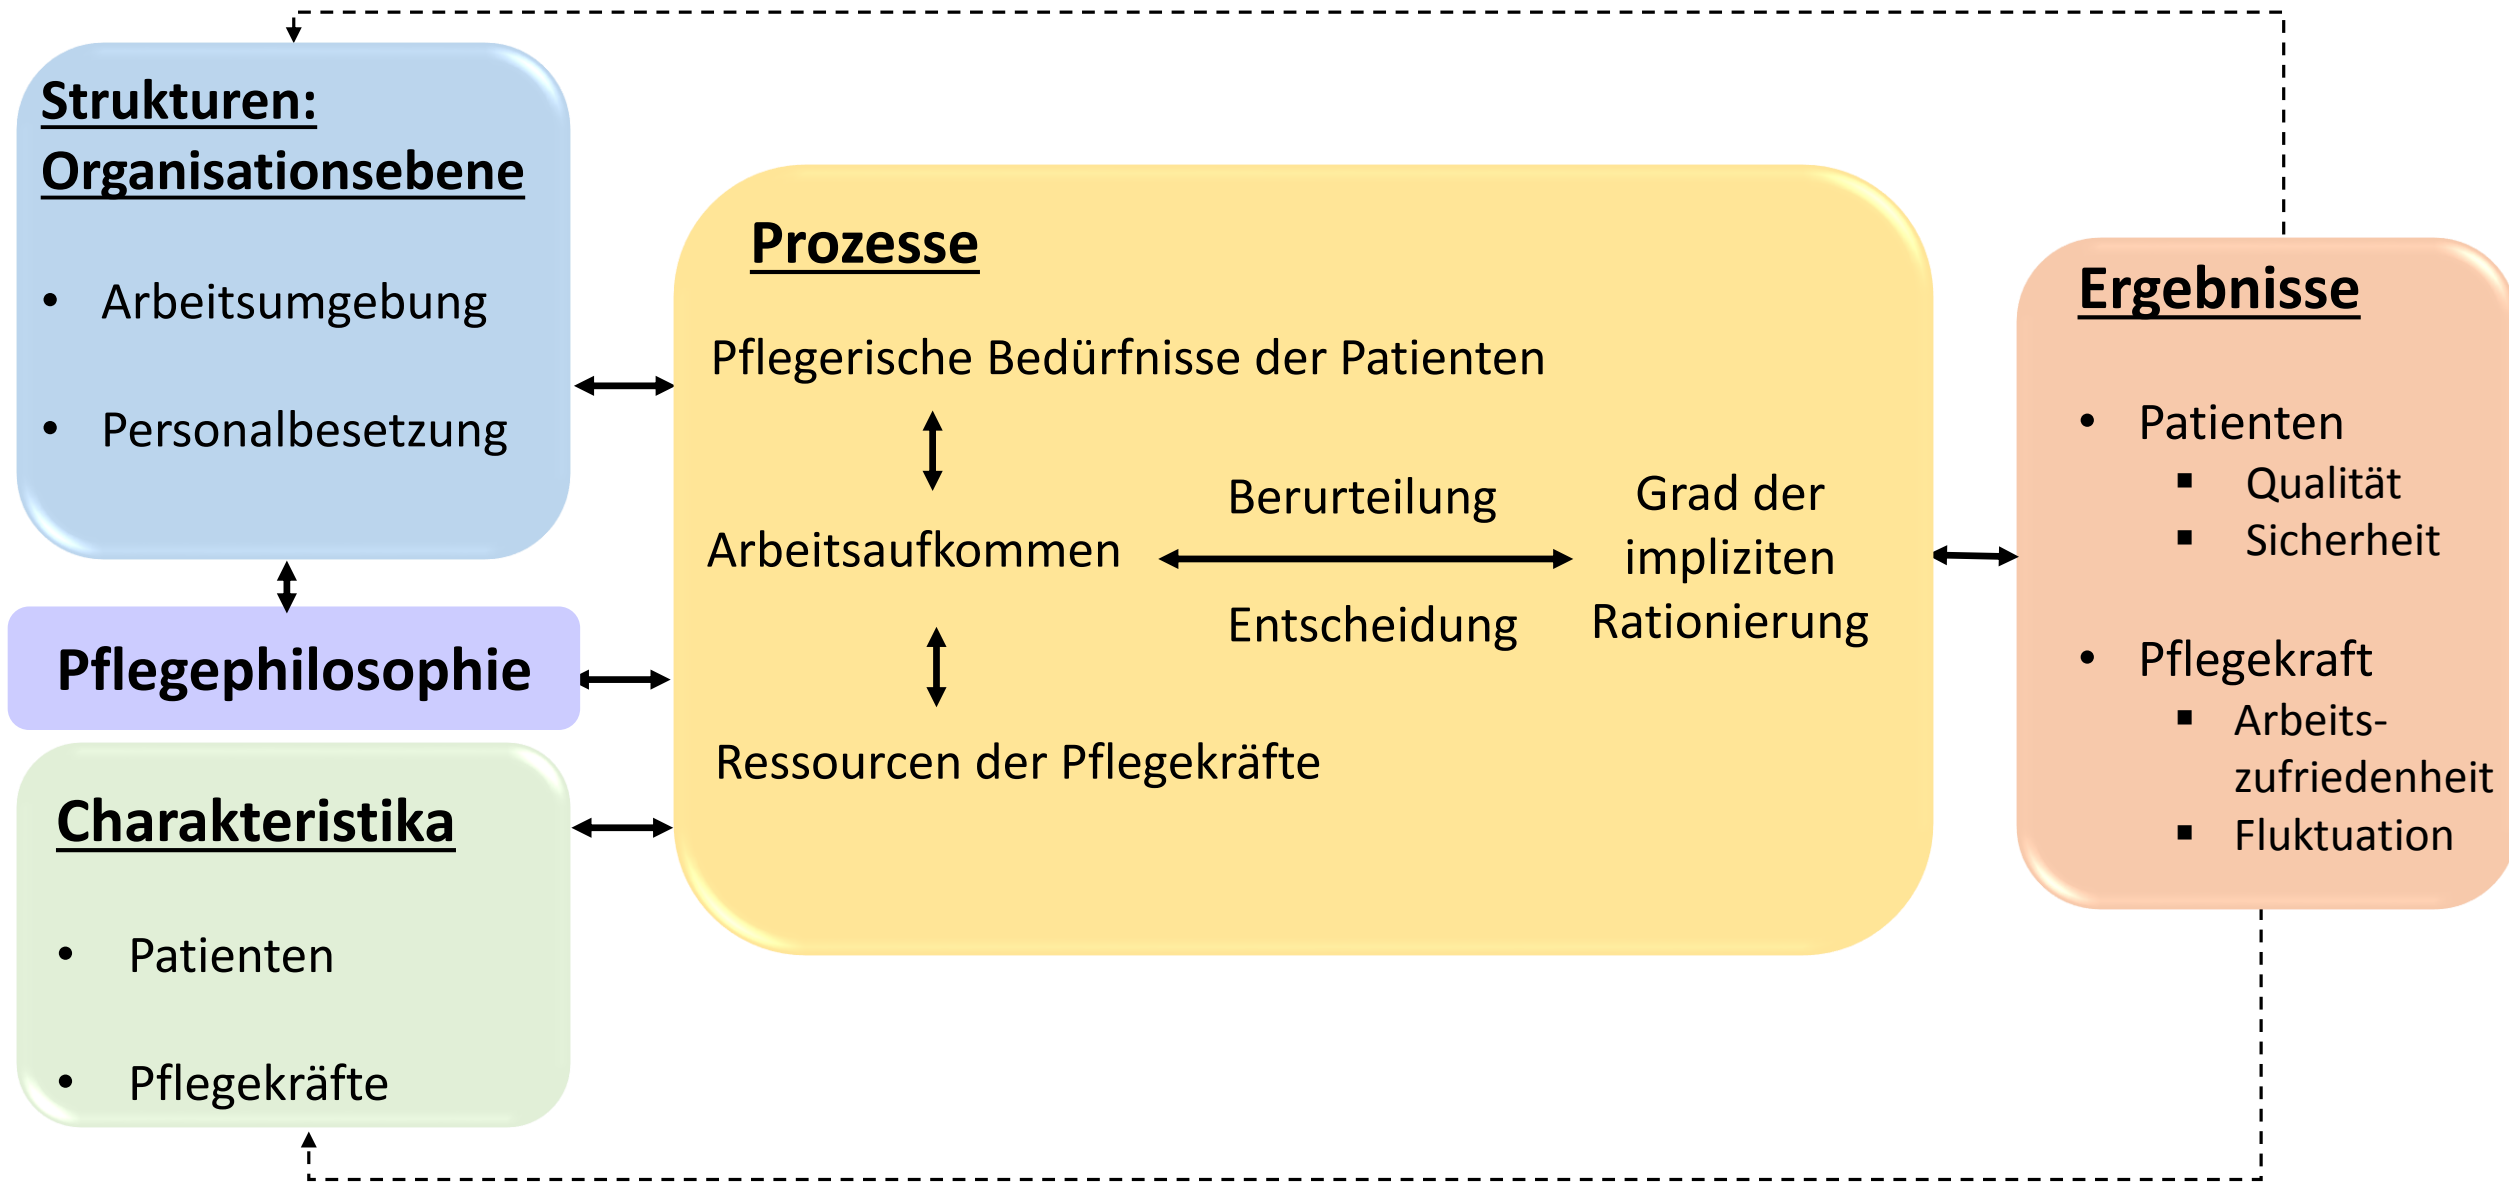 Strukturen:
Organisationsebene
• Arbeitsumgebung
• Personalbesetzung
Pflegephilosophie
Charakteristika
• Patienten
• Pflegekräfte
Prozesse
Pflegerische Bedürfnisse der Patienten
Arbeitsaufkommen
Berurteilung
Entscheidung
Grad der
impliziten
Rationierung
Ressourcen der Pflegekräfte
Ergebnisse
• Patienten
▪ Qualität
▪ Sicherheit
• Pflegekraft
▪ Arbeits-
zufriedenheit
▪ Fluktuation